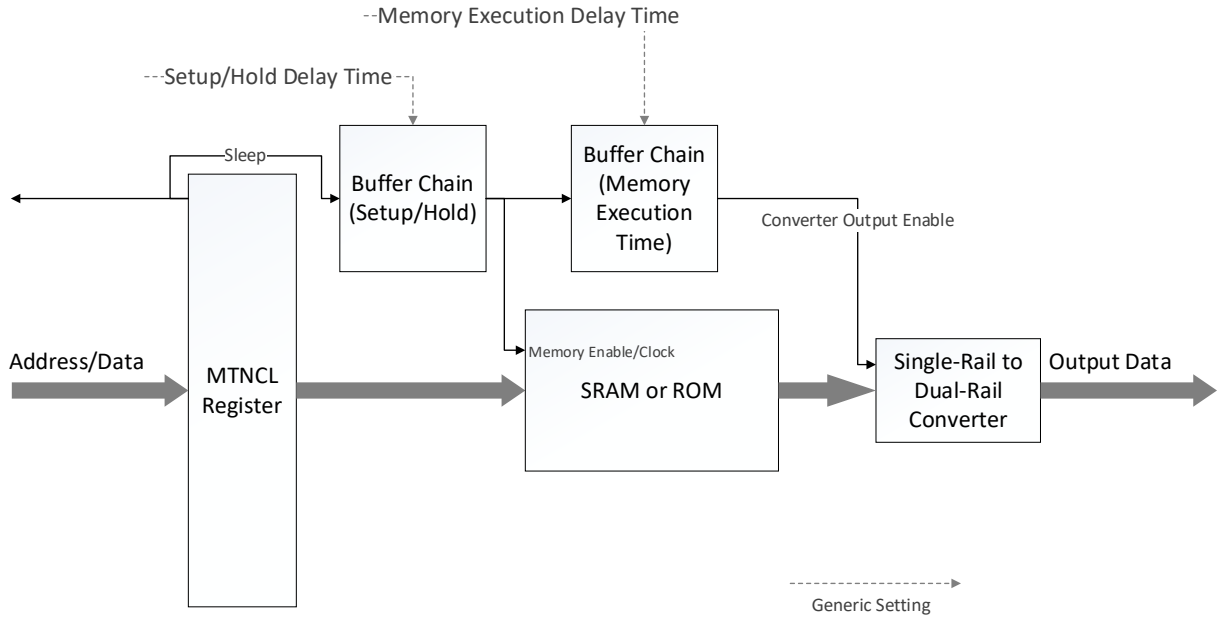 Memory Execution Delay Time
Setup/Hold Delay Time
Sleep
Buffer Chain
(Setup/Hold)
Buffer Chain
(Memory
Execution
Time)
Converter Output Enable
Address/Data
MTNCL
Register
Memory Enable/Clock
SRAM or ROM
Single-Rail to
Dual-Rail
Converter
Output Data
Generic Setting